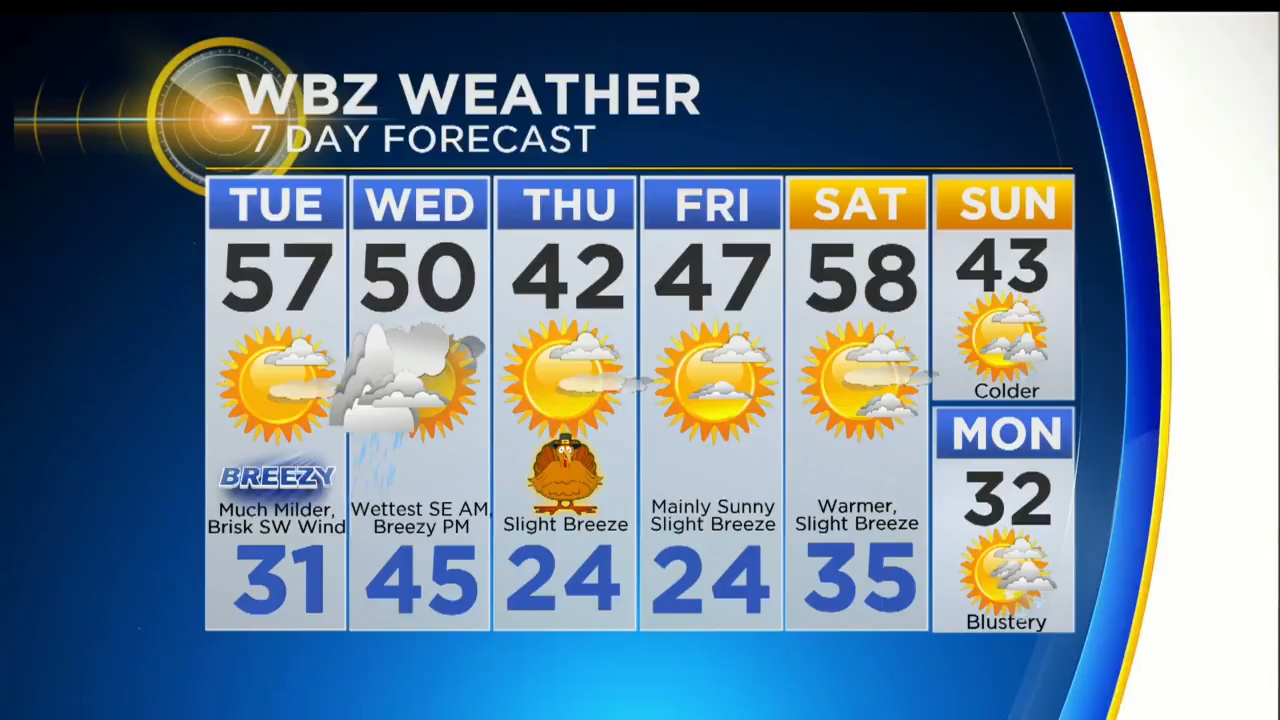 WBZ WEATHER
7 DAY FORECAST
TUE
57
BREEZY
Much Milder,
Brisk SW Wind
31
WED
50
Wettest SE AM,
Breezy PM
45
THU
42
Slight Breeze
24
FRI
47
Mainly Sunny
Slight Breeze
24
SAT
58
Warmer,
Slight Breeze
35
SUN
43
Colder
MON
32
Blustery